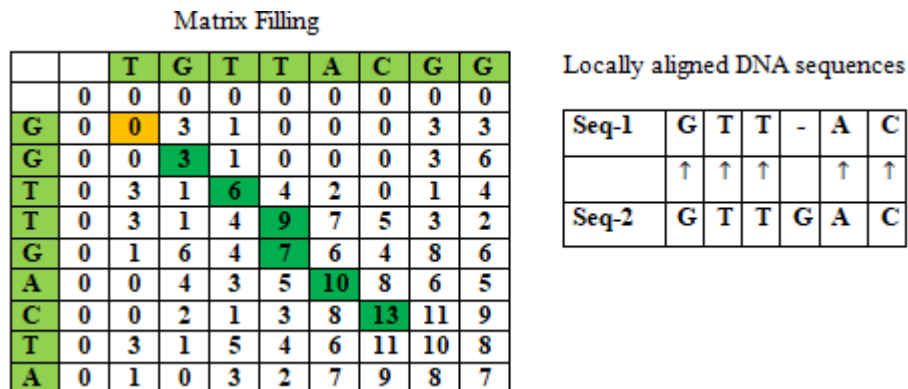 Matrix Filling
T G T T A C G G
0 0 0 0 0 0 0 0 0
G 0 0 3 1 0 0 0 3 3
G 0 0 3 1 0 0 0 3 6
T 0 3 1 6 4 2 0 1 4
T 0 3 1 4 9 7 5 3 2
G 0 1 6 4 7 6 4 8 6
A 0 0 4 3 5 10 8 6 5
C 0 0 2 1 3 8 13 11 9
T 0 3 1 5 4 6 11 10 8
A 0 1 0 3 2 7 9 8 7
Locally aligned DNA sequences
Seq-1 G T T - A C
↑ ↑ ↑ ↑ ↑
Seq-2 G T T G A C